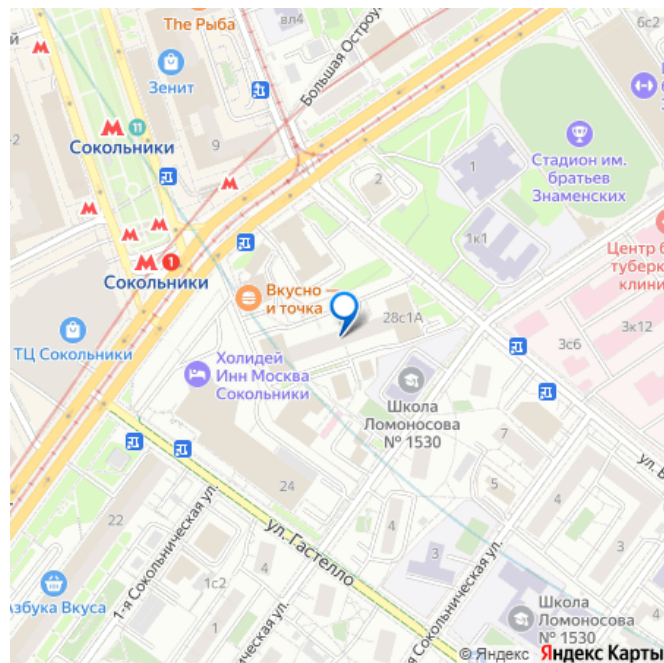 й
The Рыба
вл4
Большая Остроу
6с2
Зенит
11
Сокольники
9
2
1
Стадион им.
братьев
Знаменских
1к1
1
Сокольники
Вкусно —
и точка
28с1А
Центр б
туберк
клини
3с6
3к12
ТЦ Сокольники
Холидей
Инн Москва
Сокольники
Школа
Ломоносова
№ 1530
7
24
5
22
ул. Гастелло
4
3
4
1-я Сокольническая ул.
1с2
Азбука Вкуса
1
я Сокольническая ул.
Школа
Ломоносова
№ 1530
© Яндекс Яндекс Карты